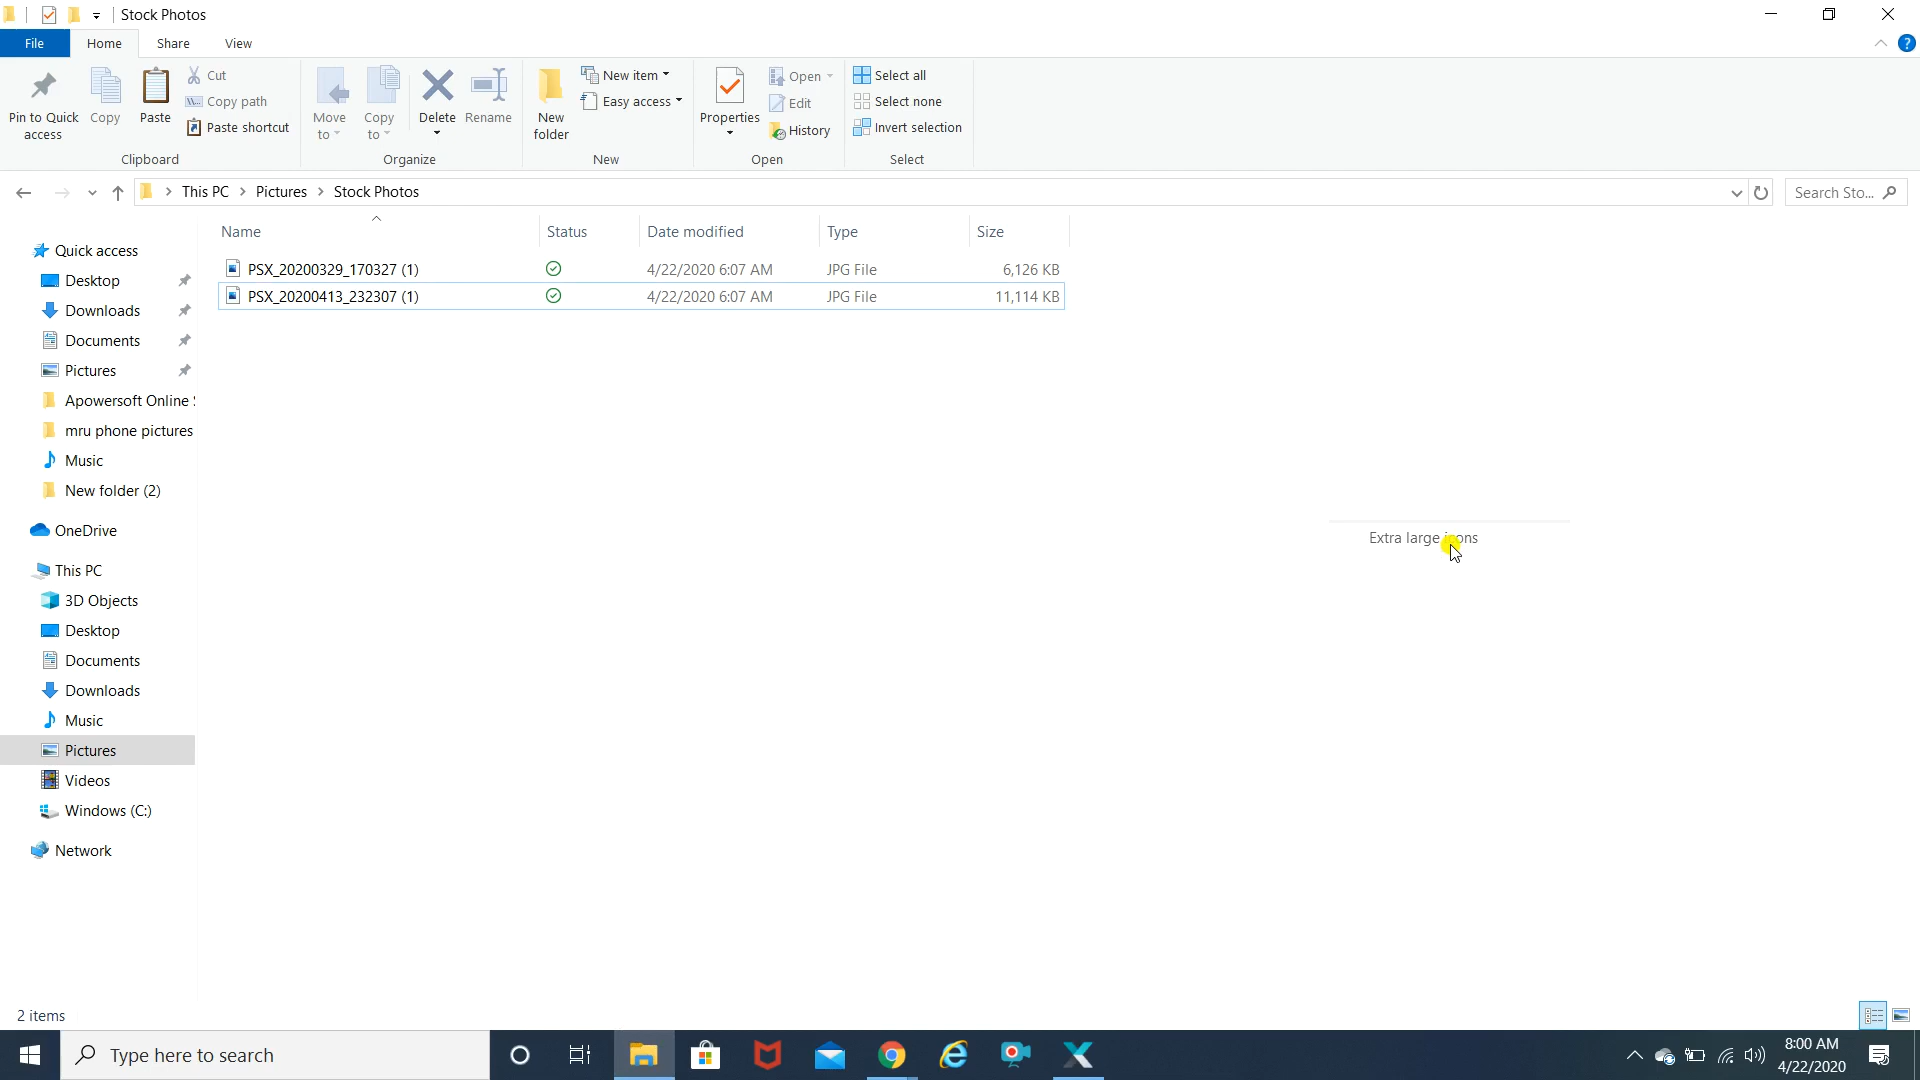 Stock Photos
File Home Share View
Pin to Quick access
Copy
Paste
Cut
Copy path
Paste shortcut
Clipboard
Move to
Copy to
Delete
Rename
Organize
New folder
New item
Easy access
New
Properties
Open
Edit
History
Open
Select all
Select none
Invert selection
Select
This PC > Pictures > Stock Photos
Search Sto...
Name Status Date modified Type Size
PSX_20200329_170327 (1) 4/22/2020 6:07 AM JPG File 6,126 KB
PSX_20200413_232307 (1) 4/22/2020 6:07 AM JPG File 11,114 KB
Quick access
Desktop
Downloads
Documents
Pictures
Apowersoft Online
mru phone pictures
Music
New folder (2)
OneDrive
This PC
3D Objects
Desktop
Documents
Downloads
Music
Pictures
Videos
Windows (C:)
Network
Extra large icons
2 items
Type here to search
8:00 AM
4/22/2020